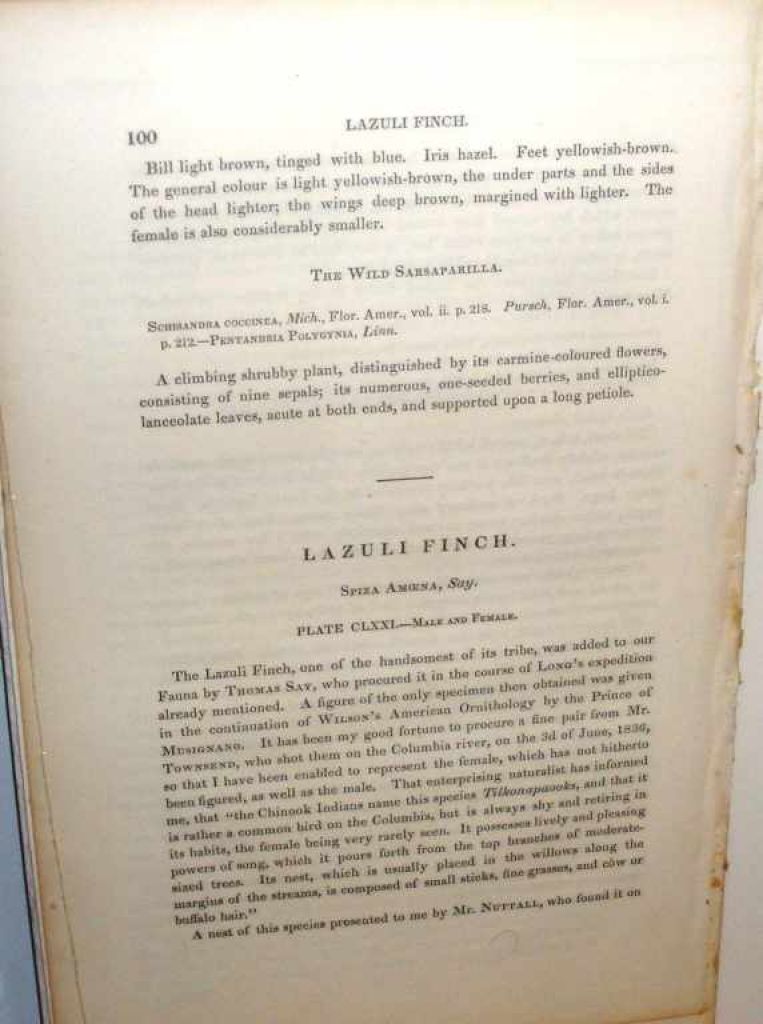 100
LAZULI FINCH.
Bill light brown, tinged with blue. Iris hazel. Feet yellowish-brown.
The general colour is light yellowish-brown, the under parts and the sides
of the head lighter; the wings deep brown, margined with lighter. The
female is also considerably smaller.
The Wild Sarsaparilla.
Schisandra coccinea, Mich., Flor. Amer., vol. ii. p. 218. Pursch, Flor. Amer., vol. i.
p. 212.—Pentandria Polygynia, Linn.
A climbing shrubby plant, distinguished by its carmine-coloured flowers,
consisting of nine sepals; its numerous, one-seeded berries, and elliptico-
lanceolate leaves, acute at both ends, and supported upon a long petiole.
LAZULI FINCH.
Spiza Amœna, Say.
PLATE CLXXI.—Male and Female.
The Lazuli Finch, one of the handsomest of its tribe, was added to our
Fauna by Thomas Say, who procured it in the course of Long's expedition
already mentioned. A figure of the only specimen then obtained was given
in the continuation of Wilson's American Ornithology by the Prince of
Musignano. It has been my good fortune to procure a fine pair from Mr.
Townsend, who shot them on the Columbia river, on the 3d of June, 1836,
so that I have been enabled to represent the female, which has not hitherto
been figured, as well as the male. That enterprising naturalist has informed
me, that "the Chinook Indians name this species Tilkonapaooks, and that it
is rather a common bird on the Columbia, but is always shy and retiring in
its habits, the female being very rarely seen. It possesses lively and pleasing
powers of song, which it pours forth from the top branches of moderate-
sized trees. Its nest, which is usually placed in the willows along the
margins of the streams, is composed of small sticks, fine grasses, and cow or
buffalo hair."
A nest of this species presented to me by Mr. Nuttall, who found it on